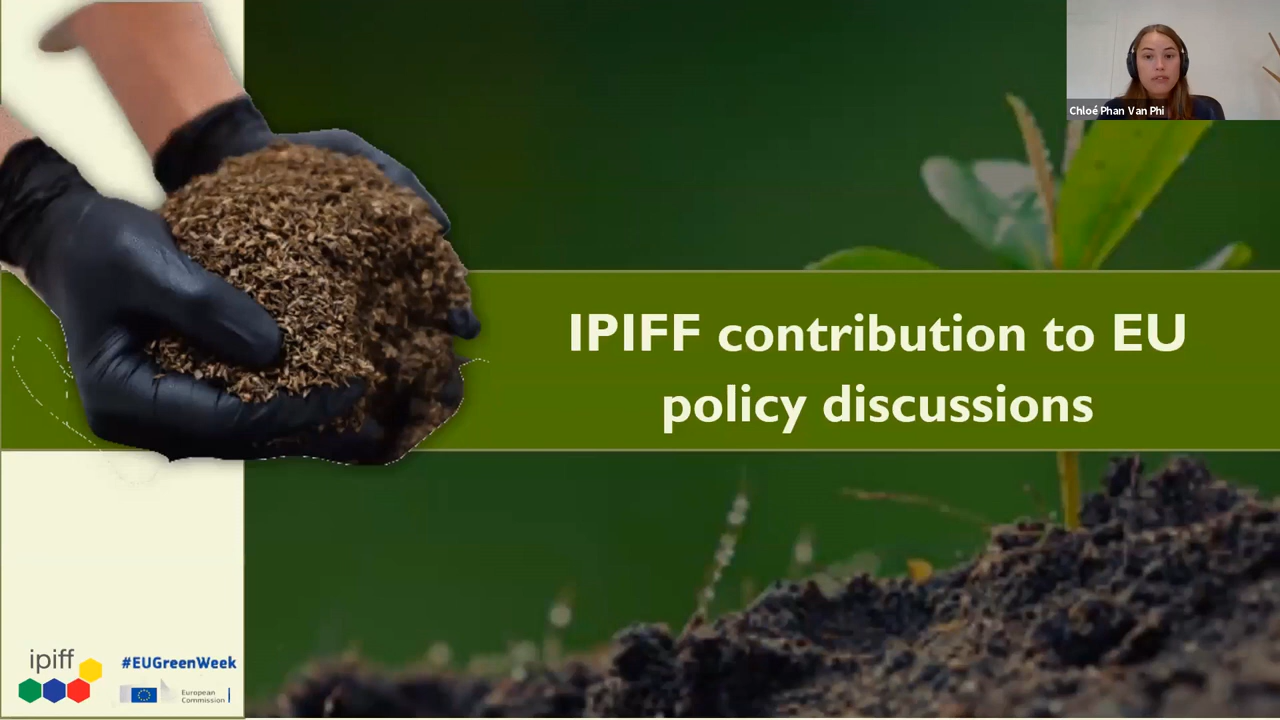 Chloé Phan Van Phi
IPIFF contribution to EU
policy discussions
ipiff
#EUGreenWeek
European
Commission